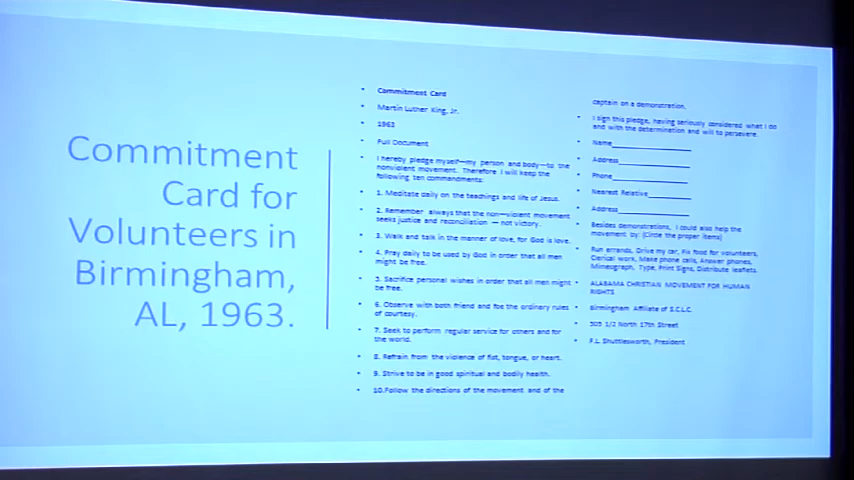 Commitment
Card for
Volunteers in
Birmingham,
AL, 1963.
• Commitment Card
• Martin Luther King, Jr.
• 1963
• Full Document
• I hereby pledge myself—my person and body—to the
nonviolent movement. Therefore I will keep the
following ten commandments:
• 1. Meditate daily on the teachings and life of Jesus.
• 2. Remember always that the non—violent movement
seeks justice and reconciliation — not victory.
• 3. Walk and talk in the manner of love, for God is love.
• 4. Pray daily to be used by God in order that all men
might be free.
• 5. Sacrifice personal wishes in order that all men might
be free.
• 6. Observe with both friend and foe the ordinary rules
of courtesy.
• 7. Seek to perform regular service for others and for
the world.
• 8. Refrain from the violence of fist, tongue, or heart.
• 9. Strive to be in good spiritual and bodily health.
• 10.Follow the directions of the movement and of the
captain on a demonstration.
• I sign this pledge, having seriously considered what I do
and with the determination and will to persevere.
• Name
• Address
• Phone
• Nearest Relative
• Address
• Besides demonstrations, I could also help the
movement by: (Circle the proper items)
• Run errands, Drive my car, Fix food for volunteers,
Clerical work, Make phone calls, Answer phones,
Mimeograph, Type, Print Signs, Distribute leaflets.
• ALABAMA CHRISTIAN MOVEMENT FOR HUMAN
RIGHTS
• Birmingham Affiliate of S.C.L.C.
• 505 1/2 North 17th Street
• F.L. Shuttlesworth, President